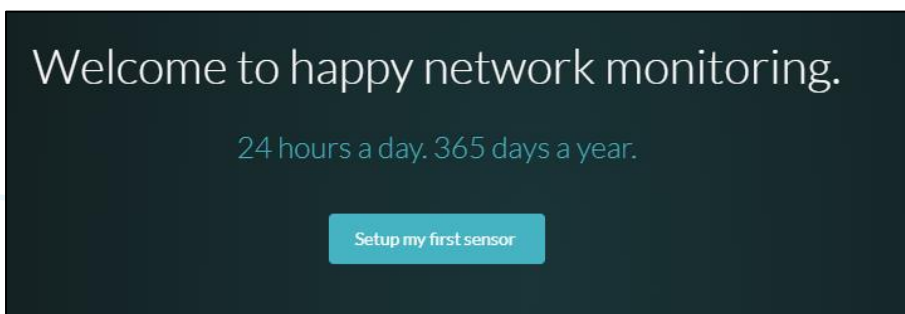 Welcome to happy network monitoring.
24 hours a day. 365 days a year.
Setup my first sensor